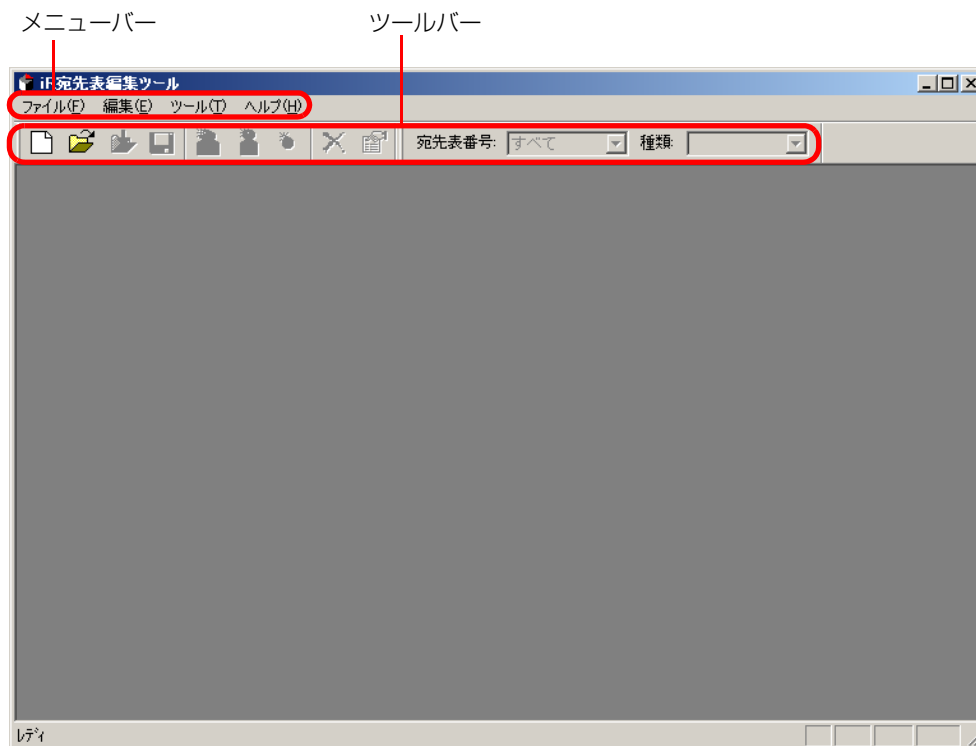 メニューバー ツールバー
iR宛先表編集ツール
ファイル(F) 編集(E) ツール(T) ヘルプ(H)
宛先表番号: すべて 種類:
レディ